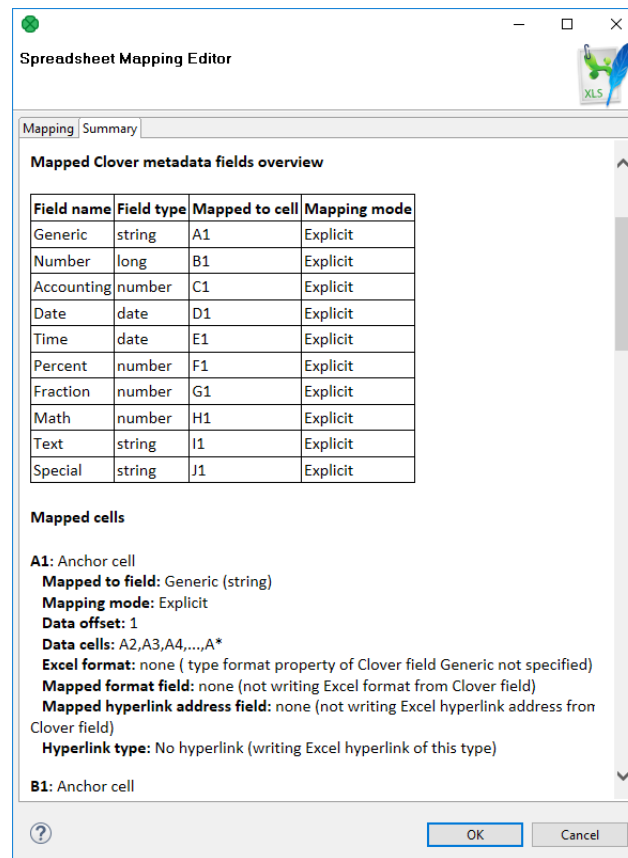 Spreadsheet Mapping Editor
XLS
Mapping Summary
Mapped Clover metadata fields overview
Field name Field type Mapped to cell Mapping mode
Generic string A1 Explicit
Number long B1 Explicit
Accounting number C1 Explicit
Date date D1 Explicit
Time date E1 Explicit
Percent number F1 Explicit
Fraction number G1 Explicit
Math number H1 Explicit
Text string I1 Explicit
Special string J1 Explicit
Mapped cells
A1: Anchor cell
Mapped to field: Generic (string)
Mapping mode: Explicit
Data offset: 1
Data cells: A2,A3,A4,...,A*
Excel format: none ( type format property of Clover field Generic not specified)
Mapped format field: none (not writing Excel format from Clover field)
Mapped hyperlink address field: none (not writing Excel hyperlink address from
Clover field)
Hyperlink type: No hyperlink (writing Excel hyperlink of this type)
B1: Anchor cell
?
OK Cancel